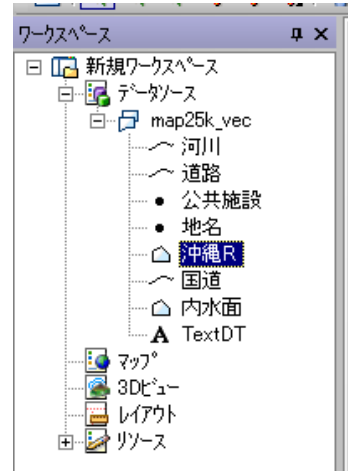 ワークスペース
新規ワークスペース
データソース
map25k_vec
河川
道路
公共施設
地名
沖縄R
国道
内水面
A TextDT
マップ
3Dビュー
レイアウト
リソース